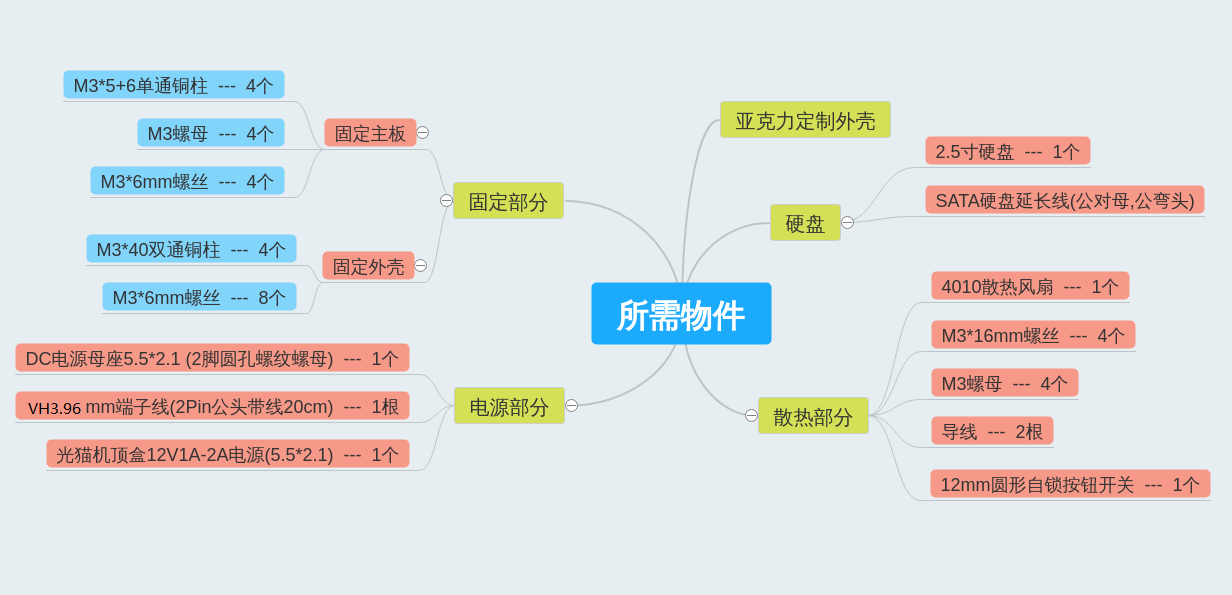 所需物件
固定部分
固定主板
M3*5+6单通铜柱 --- 4个
M3螺母 --- 4个
M3*6mm螺丝 --- 4个
固定外壳
M3*40双通铜柱 --- 4个
M3*6mm螺丝 --- 8个
电源部分
DC电源母座5.5*2.1 (2脚圆孔螺纹螺母) --- 1个
VH3.96 mm端子线(2Pin公头带线20cm) --- 1根
光猫机顶盒12V1A-2A电源(5.5*2.1) --- 1个
亚克力定制外壳
硬盘
2.5寸硬盘 --- 1个
SATA硬盘延长线(公对母,公弯头)
散热部分
4010散热风扇 --- 1个
M3*16mm螺丝 --- 4个
M3螺母 --- 4个
导线 --- 2根
12mm圆形自锁按钮开关 --- 1个